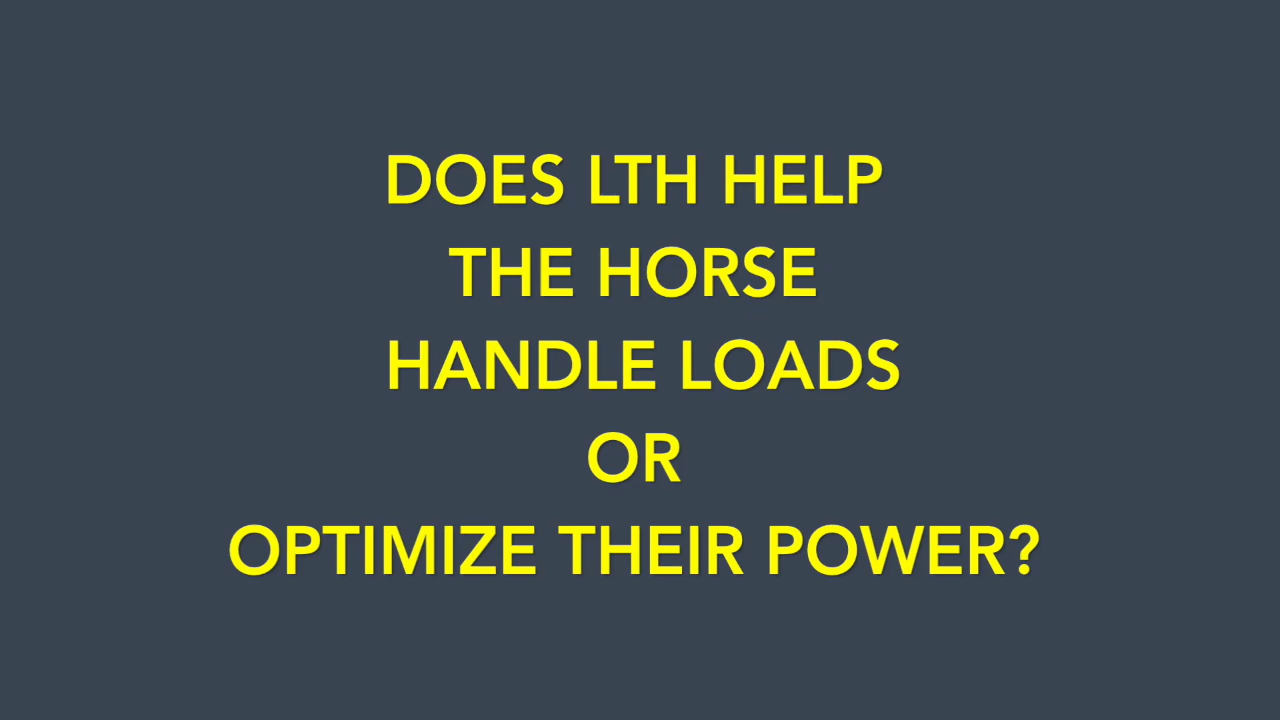 DOES LTH HELP
THE HORSE
HANDLE LOADS
OR
OPTIMIZE THEIR POWER?